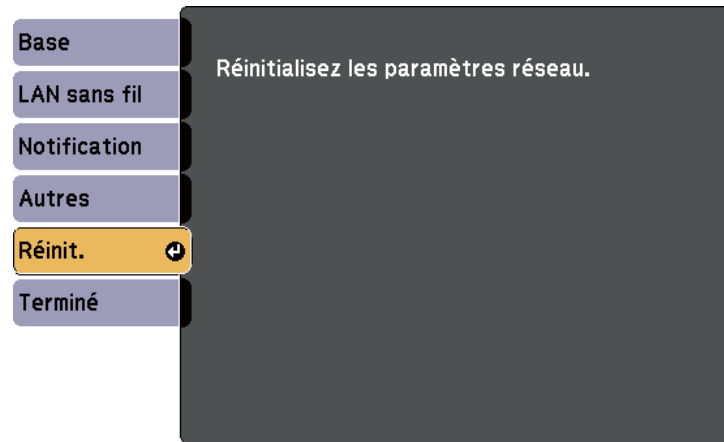 Base
LAN sans fil
Notification
Autres
Réinit.
Terminé
Réinitialisez les paramètres réseau.